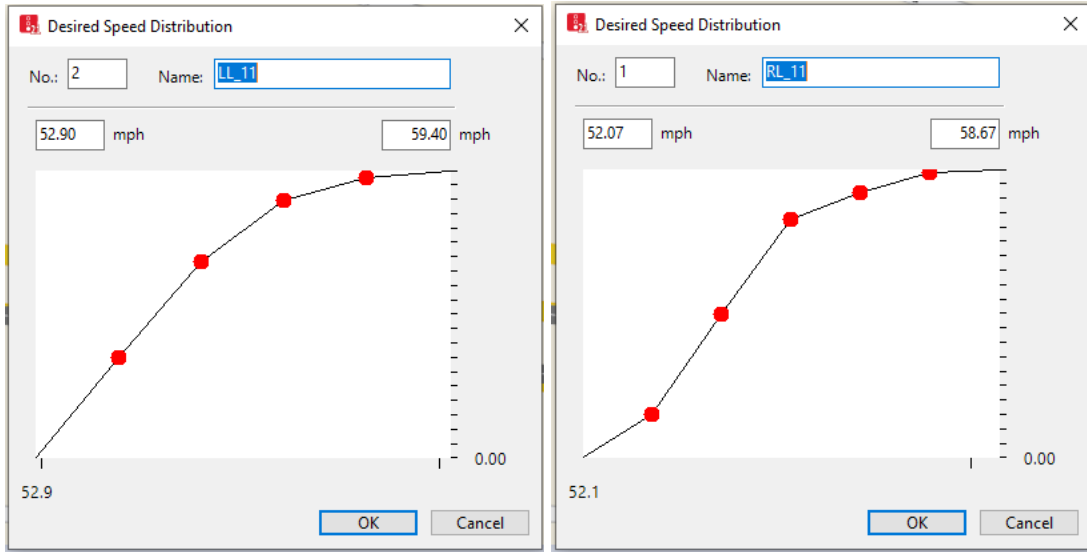 Desired Speed Distribution
No.: 2 Name: LL_11
52.90 mph 59.40 mph
0.00
52.9
OK Cancel
Desired Speed Distribution
No.: 1 Name: RL_11
52.07 mph 58.67 mph
0.00
52.1
OK Cancel